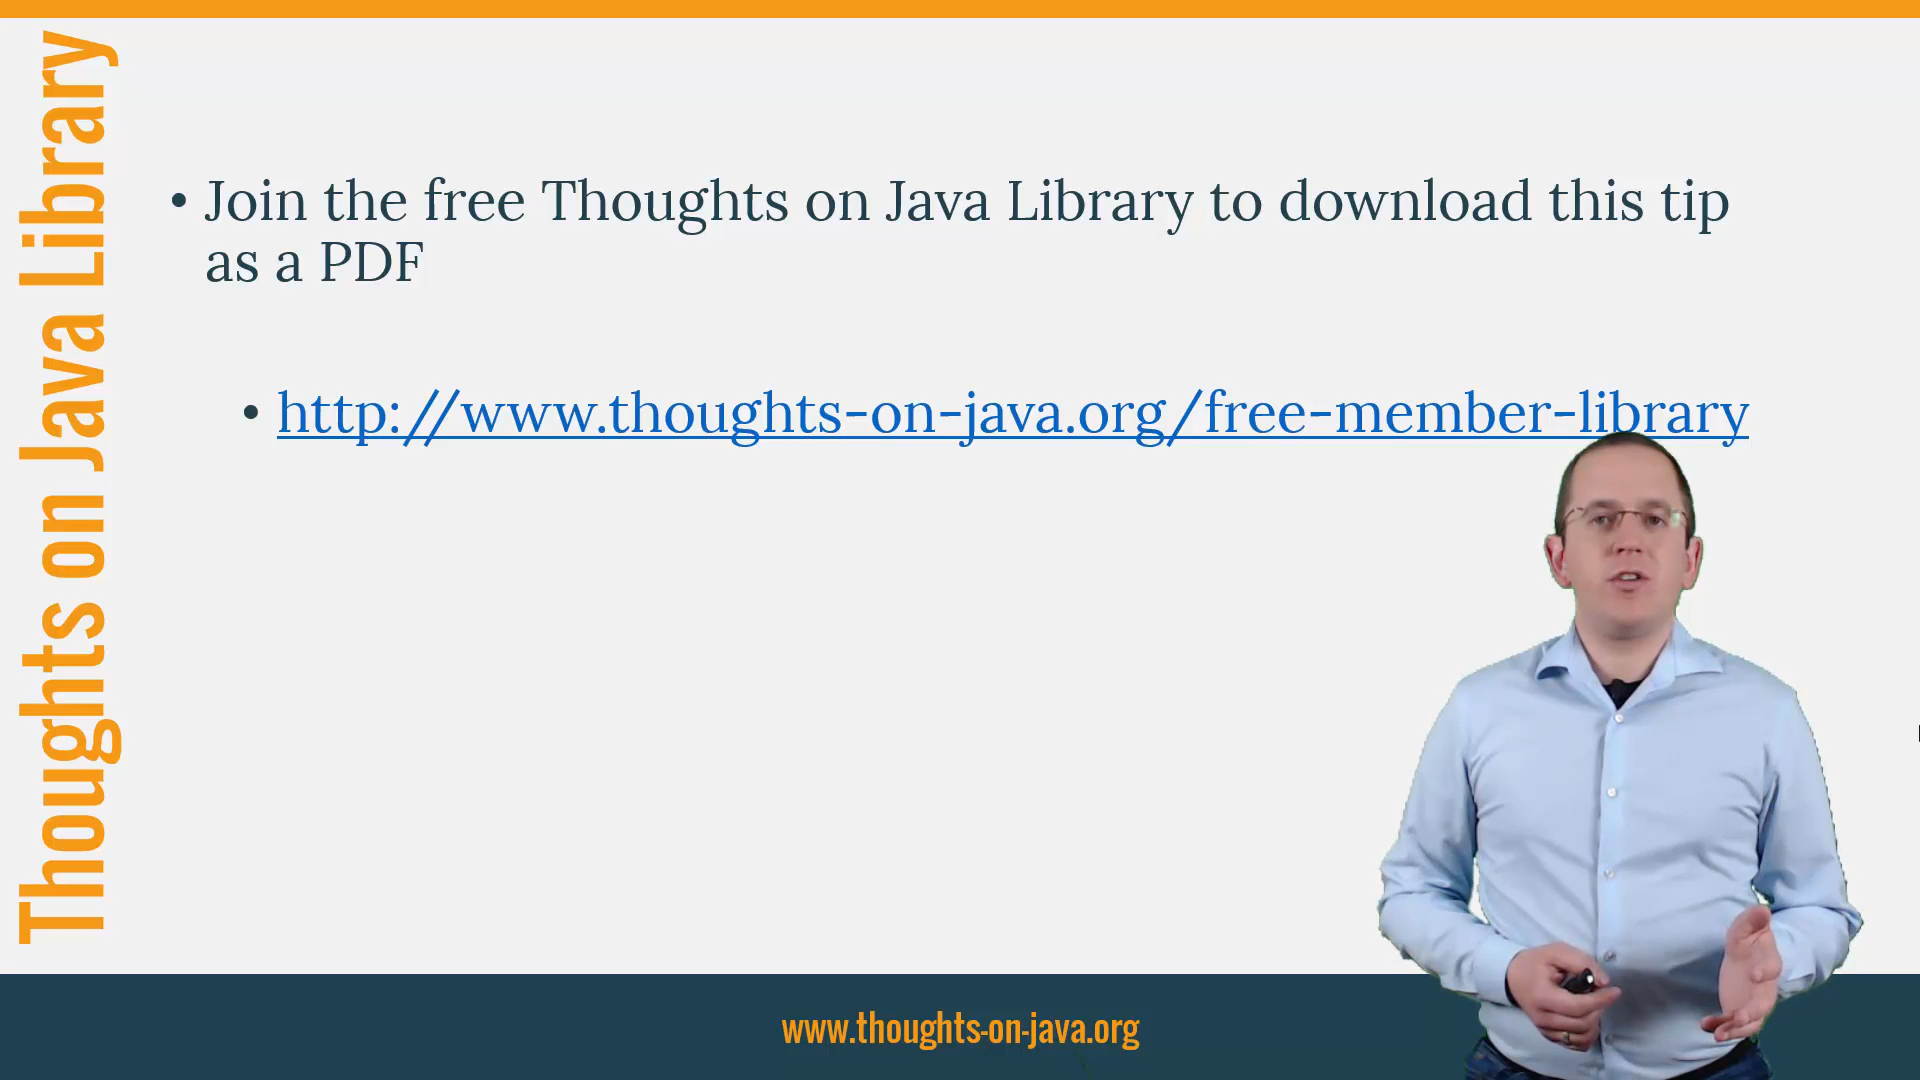 Thoughts on Java Library
• Join the free Thoughts on Java Library to download this tip
as a PDF
• http://www.thoughts-on-java.org/free-member-library
www.thoughts-on-java.org